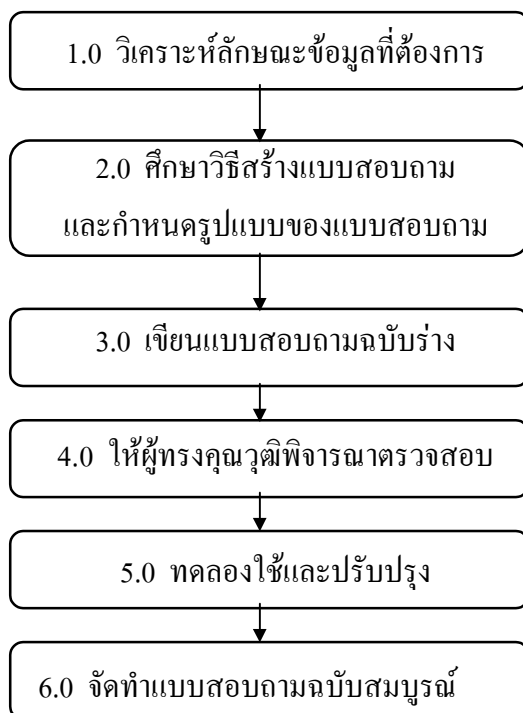 1.0 วิเคราะห์ลักษณะข้อมูลที่ต้องการ
2.0 ศึกษาวิธีสร้างแบบสอบถาม
และกำหนดรูปแบบของแบบสอบถาม
3.0 เขียนแบบสอบถามฉบับร่าง
4.0 ให้ผู้ทรงคุณวุฒิพิจารณาตรวจสอบ
5.0 ทดลองใช้และปรับปรุง
6.0 จัดทำแบบสอบถามฉบับสมบูรณ์